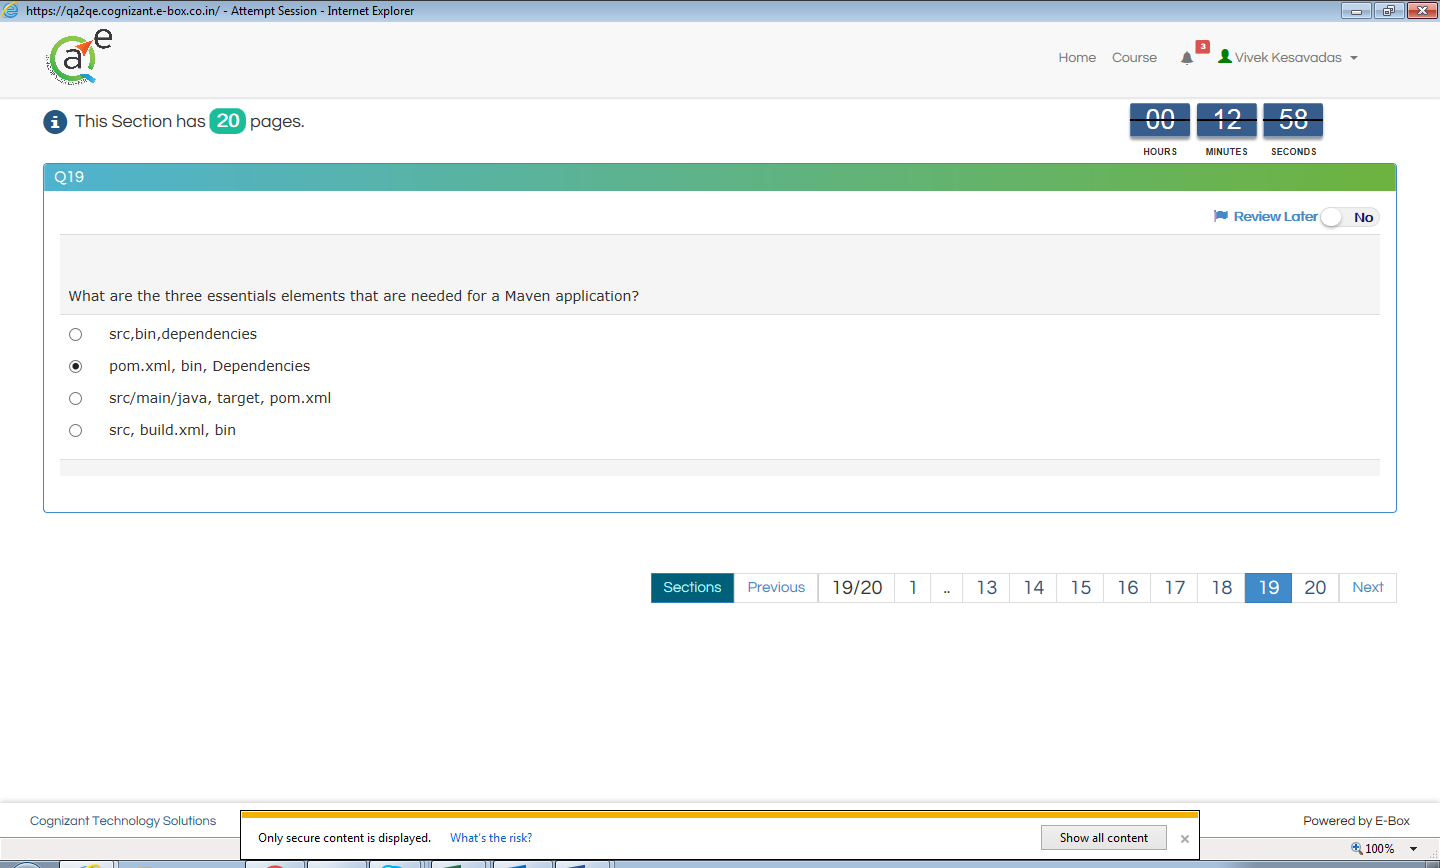 https://qa2qe.cognizant.e-box.co.in/ - Attempt Session - Internet Explorer
a e
Home Course 3 Vivek Kesavadas
i This Section has 20 pages.
00 12 58
HOURS MINUTES SECONDS
Q19
Review Later No
What are the three essentials elements that are needed for a Maven application?
src,bin,dependencies
pom.xml, bin, Dependencies
src/main/java, target, pom.xml
src, build.xml, bin
Sections Previous 19/20 1 .. 13 14 15 16 17 18 19 20 Next
Cognizant Technology Solutions
Only secure content is displayed. What's the risk? Show all content ×
Powered by E-Box
100%